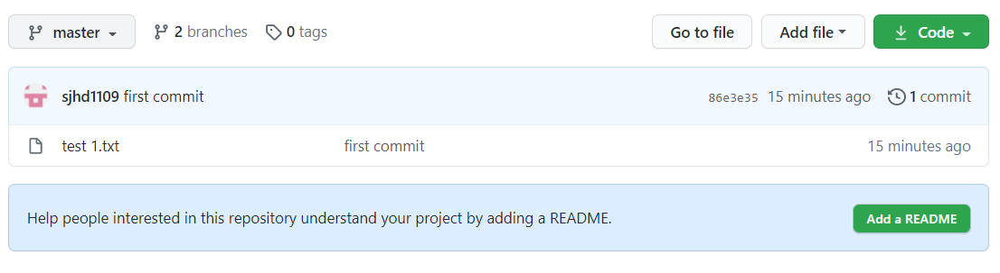 master 2 branches 0 tags Go to file Add file Code
sjhd1109 first commit 86e3e35 15 minutes ago 1 commit
test 1.txt first commit 15 minutes ago
Help people interested in this repository understand your project by adding a README. Add a README